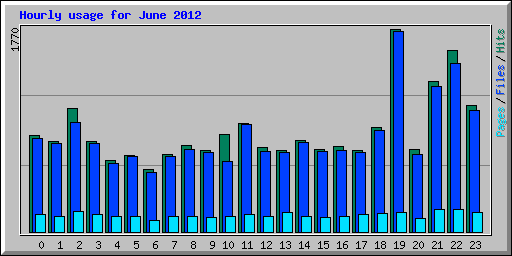 Hourly usage for June 2012
1770
Pages/Files/Hits
0 1 2 3 4 5 6 7 8 9 10 11 12 13 14 15 16 17 18 19 20 21 22 23